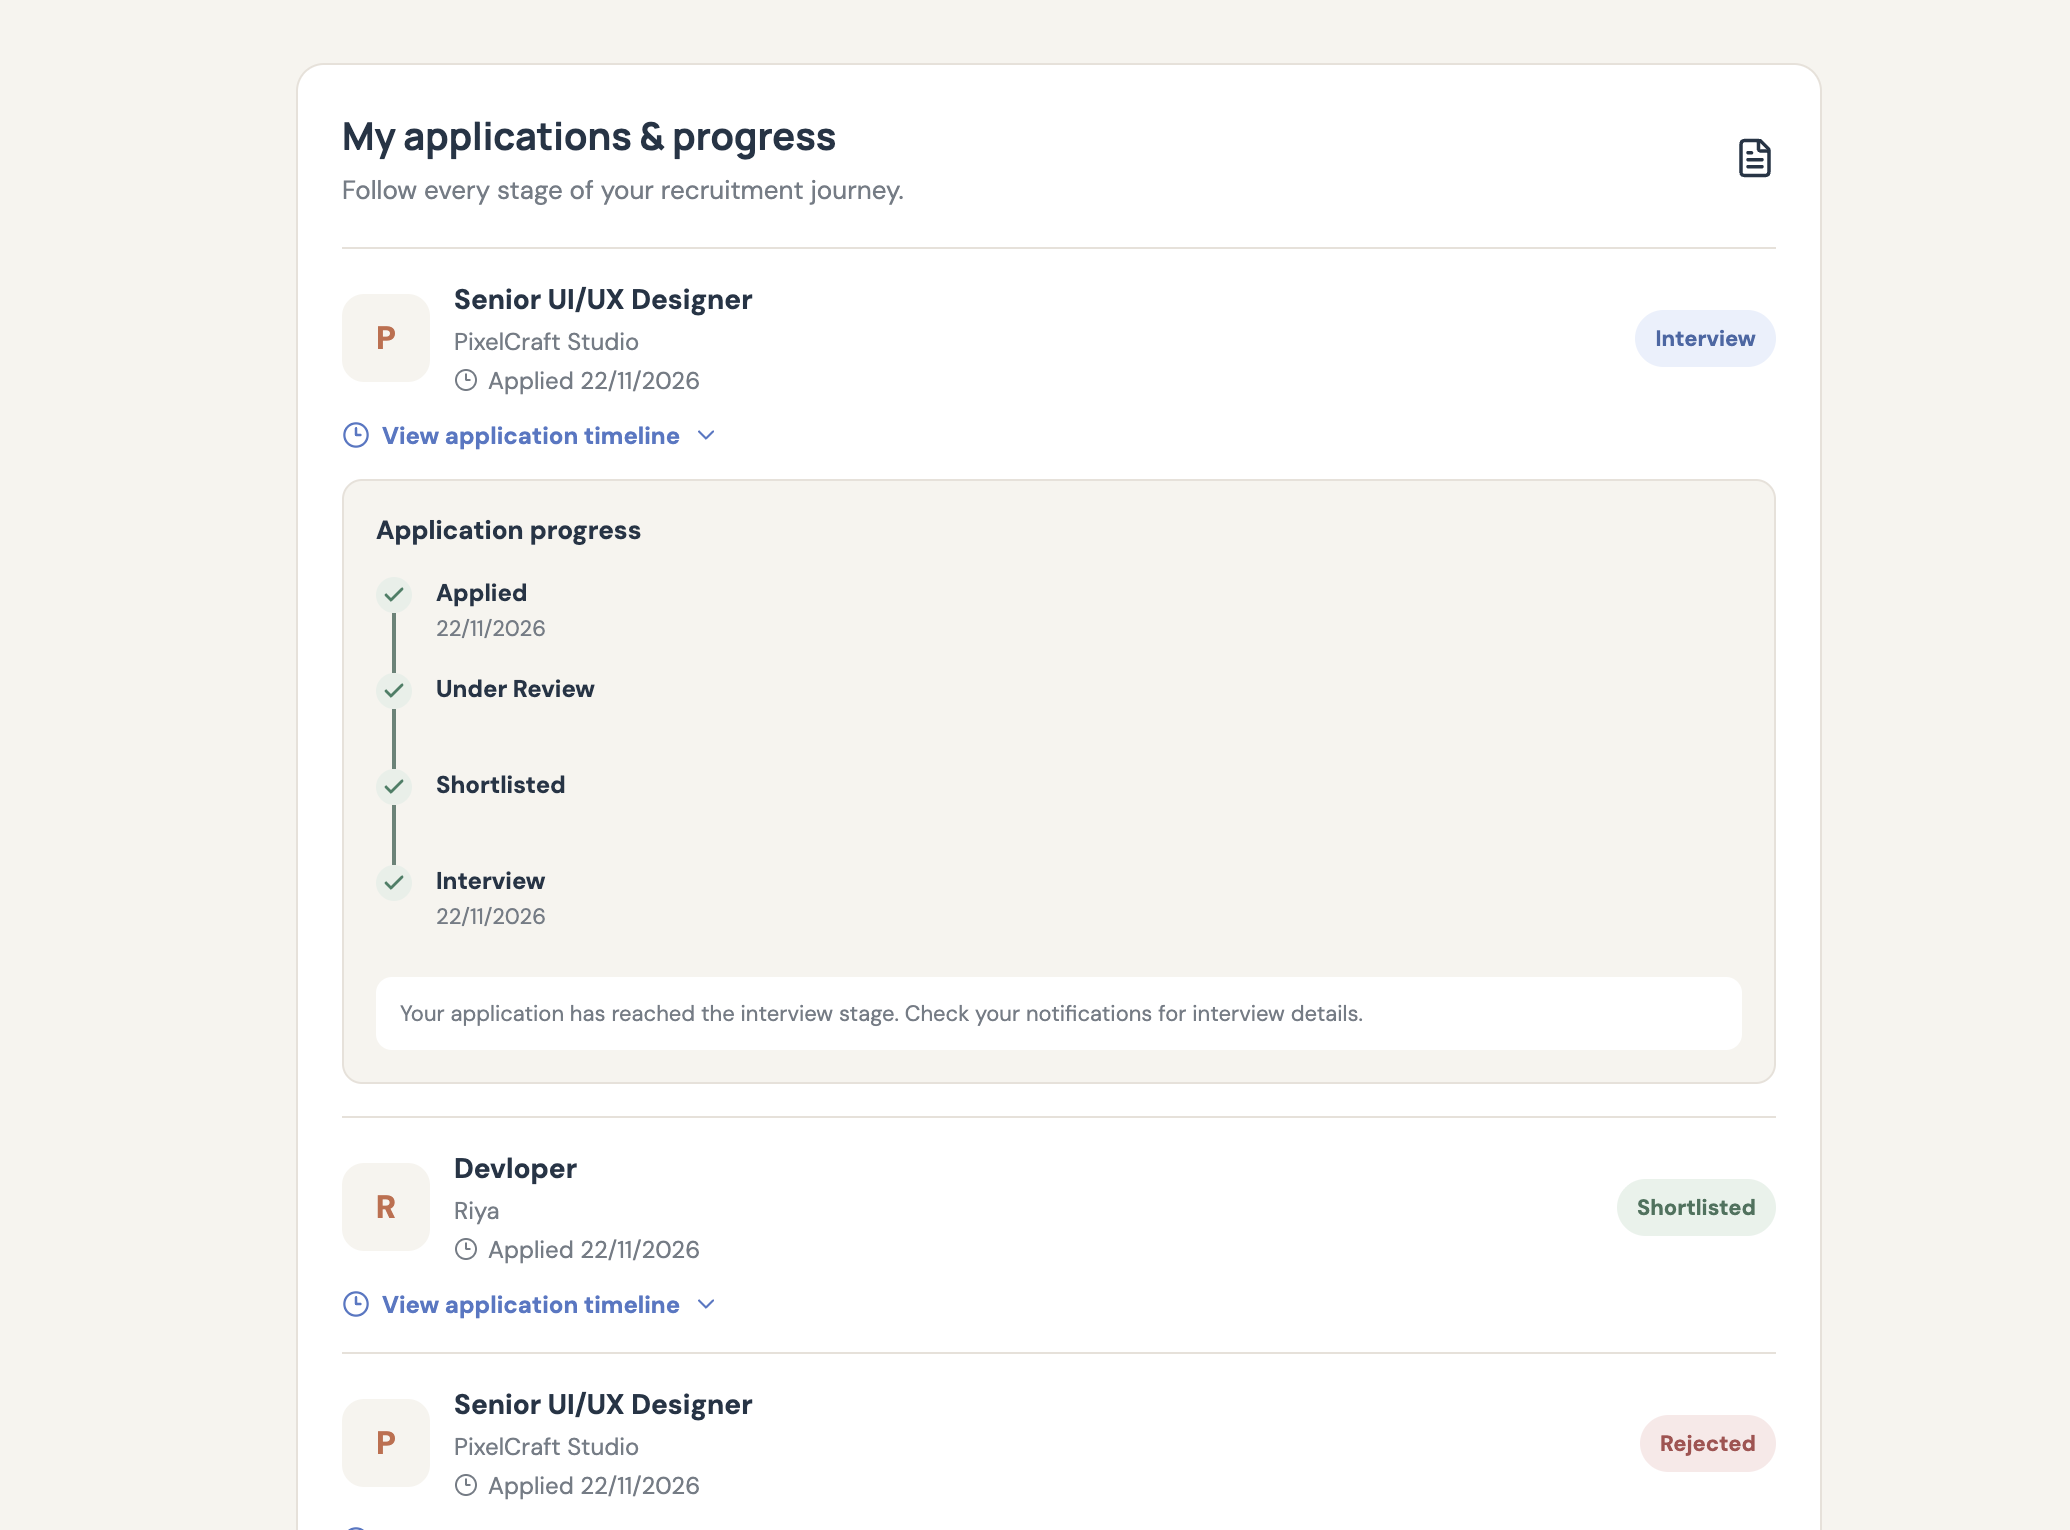 My applications & progress
Follow every stage of your recruitment journey.
P
Senior UI/UX Designer
PixelCraft Studio
Applied 22/11/2026
Interview
View application timeline
Application progress
Applied
22/11/2026
Under Review
Shortlisted
Interview
22/11/2026
Your application has reached the interview stage. Check your notifications for interview details.
R
Devloper
Riya
Applied 22/11/2026
Shortlisted
View application timeline
P
Senior UI/UX Designer
PixelCraft Studio
Applied 22/11/2026
Rejected